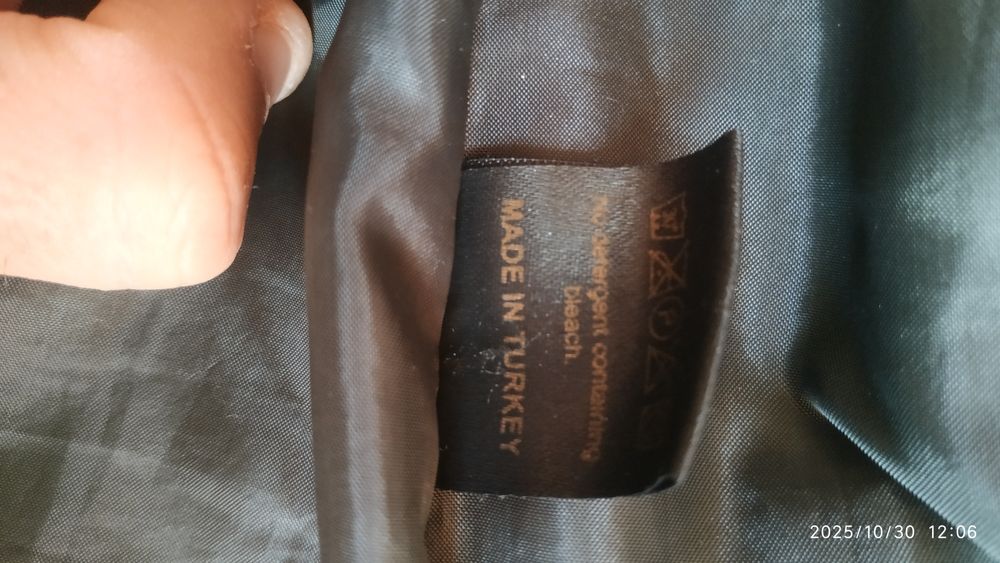 No detergent containing
bleach.
MADE IN TURKEY
2025/10/30 12:06